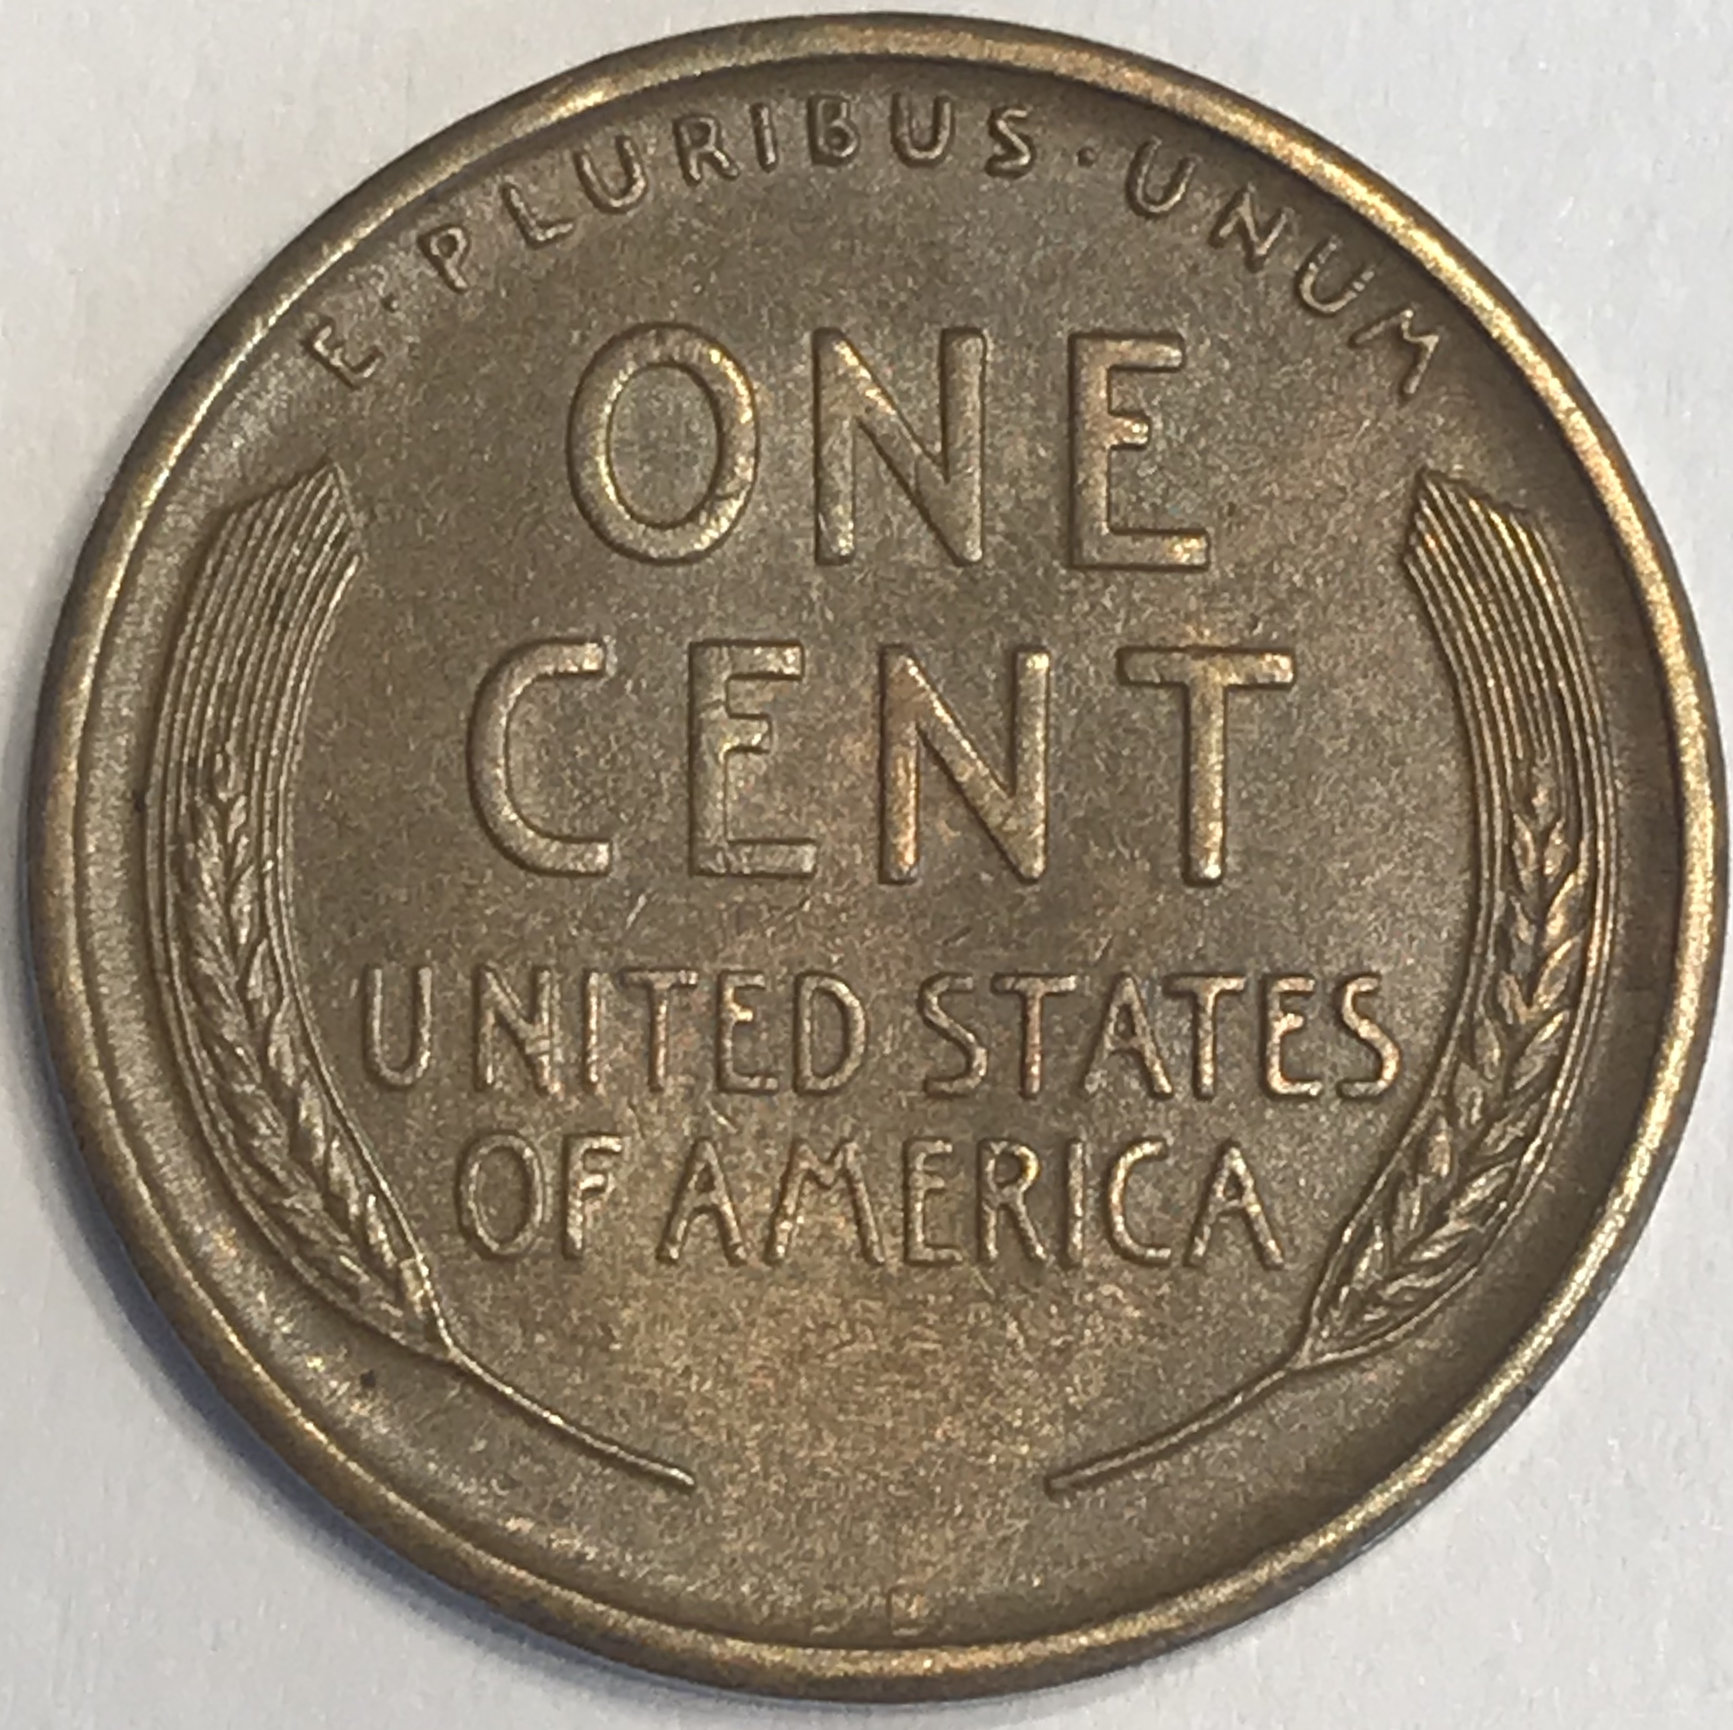 E · PLURIBUS · UNUM
ONE
CENT
UNITED STATES
OF AMERICA